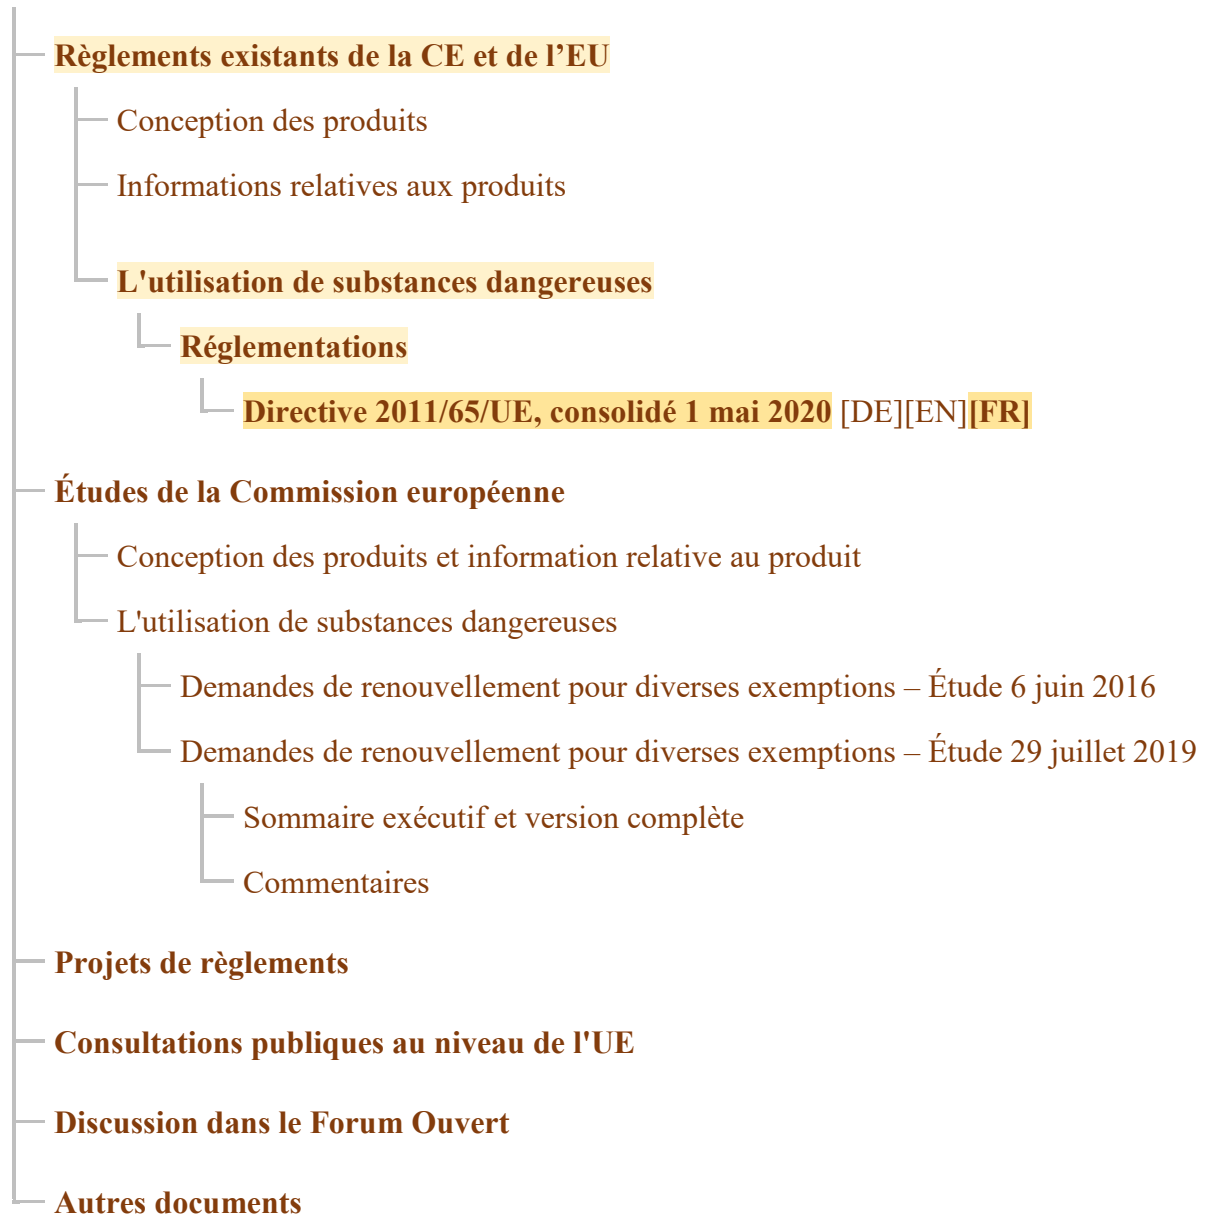 Règlements existants de la CE et de l’EU
Conception des produits
Informations relatives aux produits
L'utilisation de substances dangereuses
Réglementations
Directive 2011/65/UE, consolidé 1 mai 2020 [DE][EN][FR]
Études de la Commission européenne
Conception des produits et information relative au produit
L'utilisation de substances dangereuses
Demandes de renouvellement pour diverses exemptions – Étude 6 juin 2016
Demandes de renouvellement pour diverses exemptions – Étude 29 juillet 2019
Sommaire exécutif et version complète
Commentaires
Projets de règlements
Consultations publiques au niveau de l'UE
Discussion dans le Forum Ouvert
Autres documents